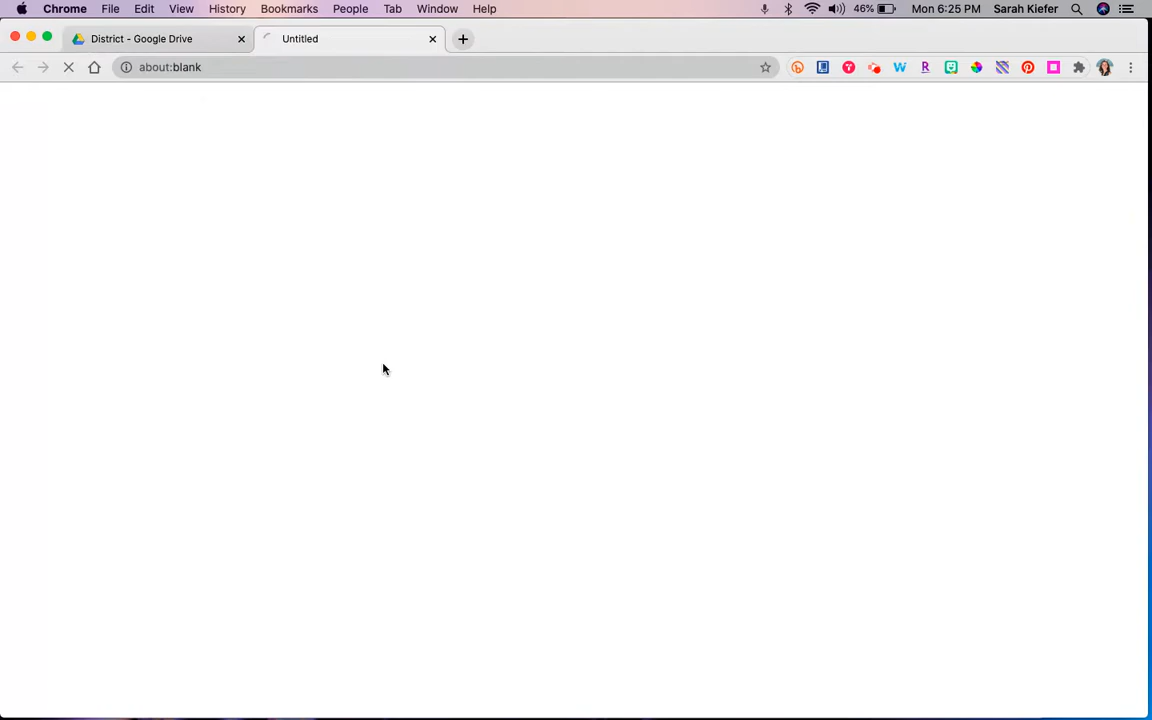 Chrome File Edit View History Bookmarks People Tab Window Help 46% Mon 6:25 PM Sarah Kiefer
District - Google Drive Untitled
about:blank